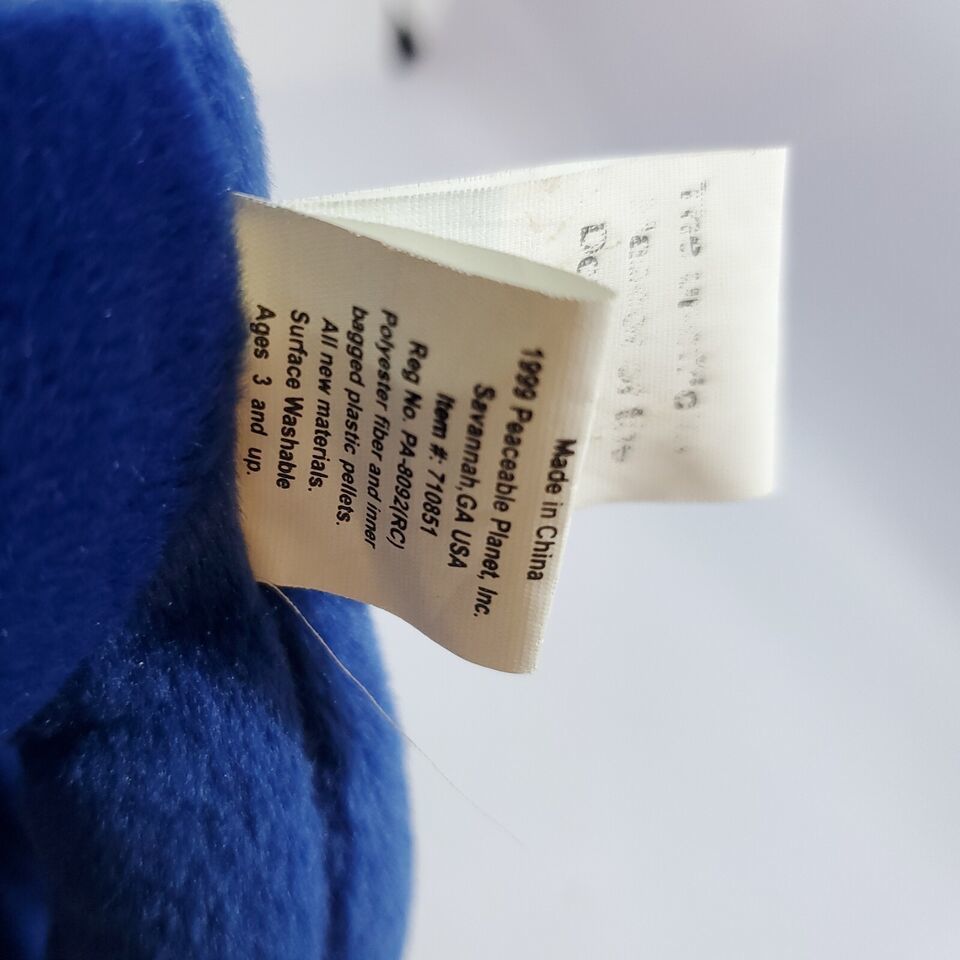 Made in China
1999 Peaceable Planet, Inc.
Savannah,GA USA
Item #: 710851
Reg No. PA-8092(RC)
Polyester fiber and inner
bagged plastic pellets.
All new materials.
Surface Washable
Ages 3 and up.